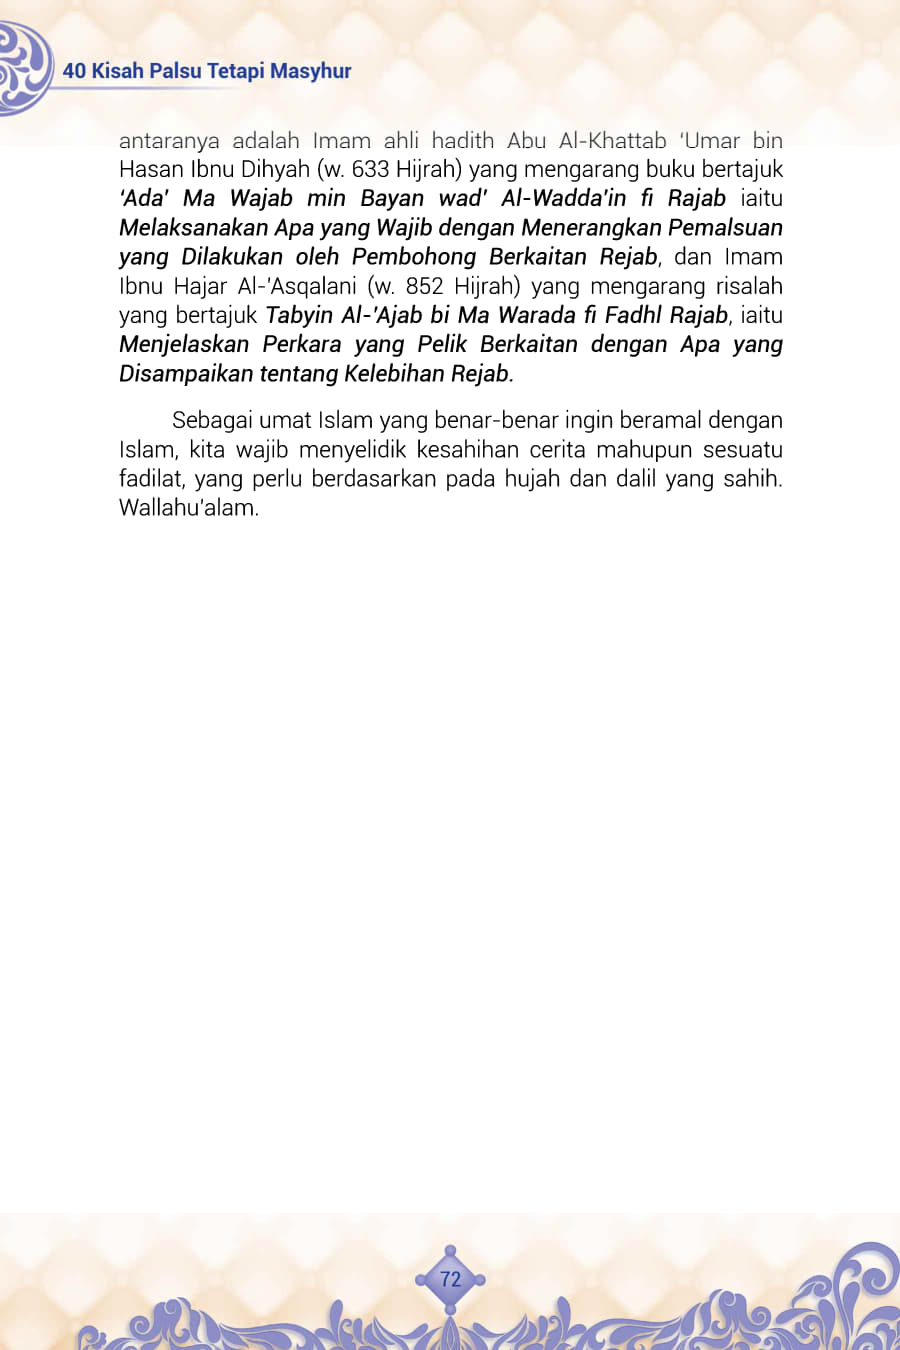 40 Kisah Palsu Tetapi Masyhur
antaranya adalah Imam ahli hadith Abu Al-Khattab ‘Umar bin
Hasan Ibnu Dihyah (w. 633 Hijrah) yang mengarang buku bertajuk
‘Ada’ Ma Wajab min Bayan wad’ Al-Wadda’in fi Rajab iaitu
Melaksanakan Apa yang Wajib dengan Menerangkan Pemalsuan
yang Dilakukan oleh Pembohong Berkaitan Rejab, dan Imam
Ibnu Hajar Al-’Asqalani (w. 852 Hijrah) yang mengarang risalah
yang bertajuk Tabyin Al-’Ajab bi Ma Warada fi Fadhl Rajab, iaitu
Menjelaskan Perkara yang Pelik Berkaitan dengan Apa yang
Disampaikan tentang Kelebihan Rejab.
Sebagai umat Islam yang benar-benar ingin beramal dengan
Islam, kita wajib menyelidik kesahihan cerita mahupun sesuatu
fadilat, yang perlu berdasarkan pada hujah dan dalil yang sahih.
Wallahu’alam.
72